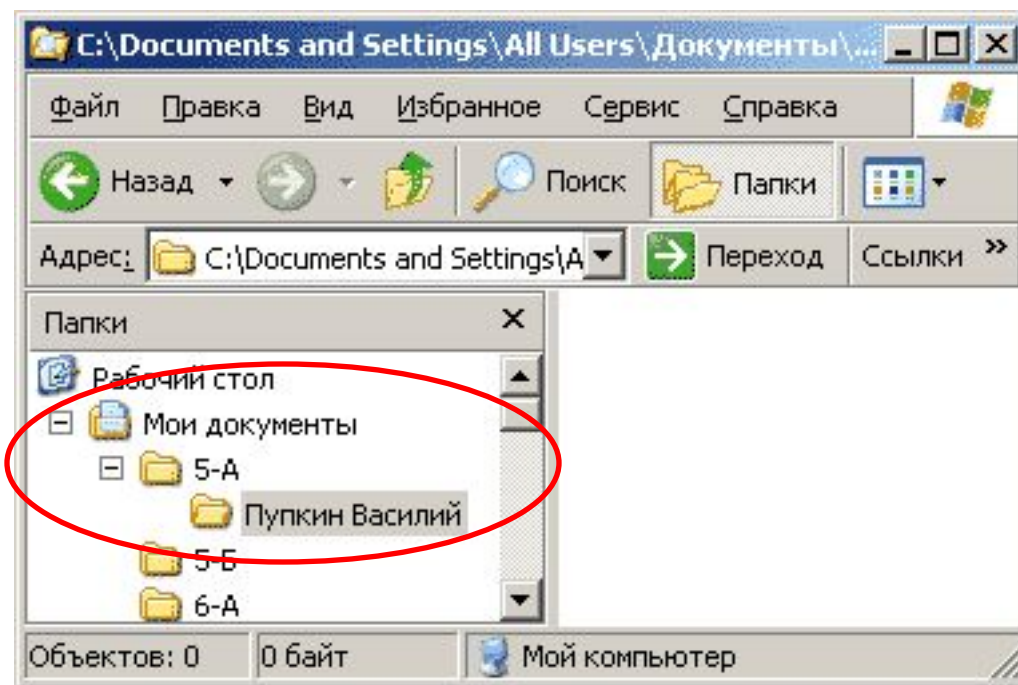 C:\Documents and Settings\All Users\Документы\...
Файл Правка Вид Избранное Сервис Справка
Назад Поиск Папки
Адрес: C:\Documents and Settings\A Переход Ссылки »
Папки
Рабочий стол
Мои документы
5-А
Пупкин Василий
5-Б
6-А
Объектов: 0 0 байт Мой компьютер